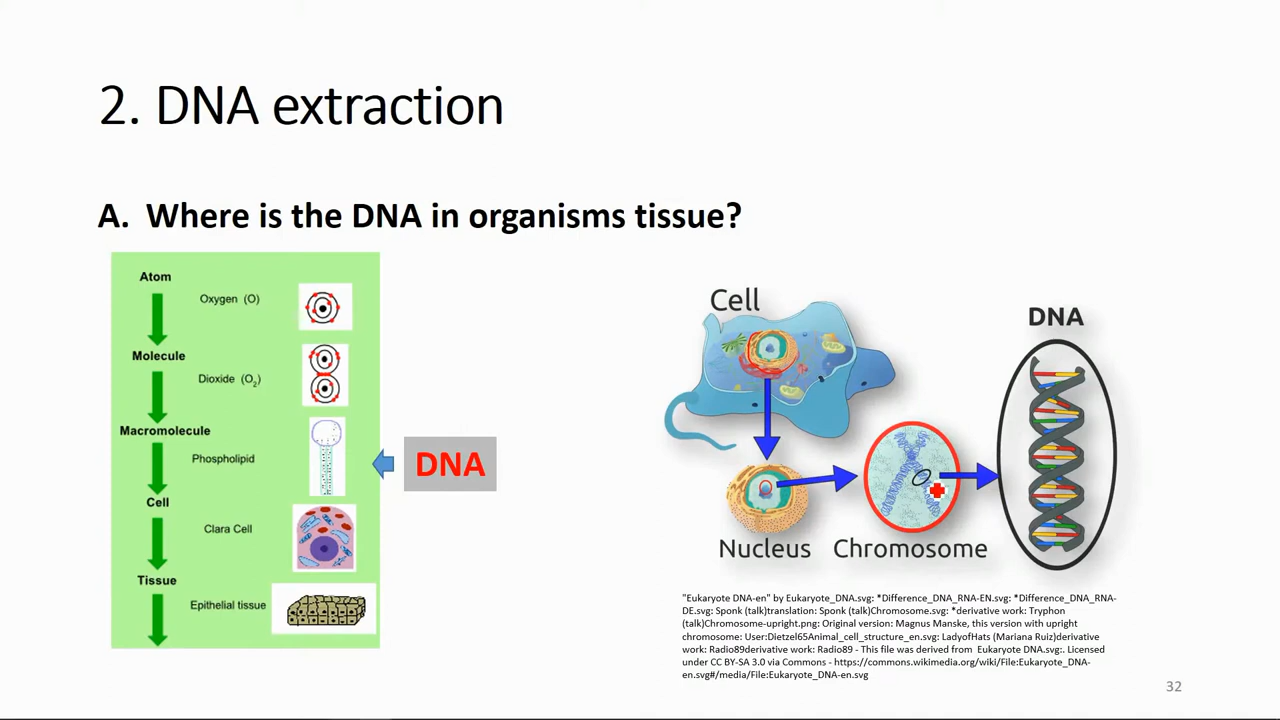 2. DNA extraction
A. Where is the DNA in organisms tissue?
Atom
Oxygen (O)
Molecule
Dioxide (O2)
Macromolecule
Phospholipid
DNA
Cell
Clara Cell
Tissue
Epithelial tissue
Cell
DNA
Nucleus
Chromosome
"Eukaryote DNA-en" by Eukaryote_DNA.svg: *Difference_DNA_RNA-EN.svg: *Difference_DNA_RNA-
DE.svg: Sponk (talk)translation: Sponk (talk)Chromosome.svg: *derivative work: Tryphon
(talk)Chromosome-upright.png: Original version: Magnus Manske, this version with upright
chromosome: User:Dietzel65Animal_cell_structure_en.svg: LadyofHats (Mariana Ruiz)derivative
work: Radio89derivative work: Radio89 - This file was derived from  Eukaryote DNA.svg:. Licensed
under CC BY-SA 3.0 via Commons - https://commons.wikimedia.org/wiki/File:Eukaryote_DNA-
en.svg#/media/File:Eukaryote_DNA-en.svg
32